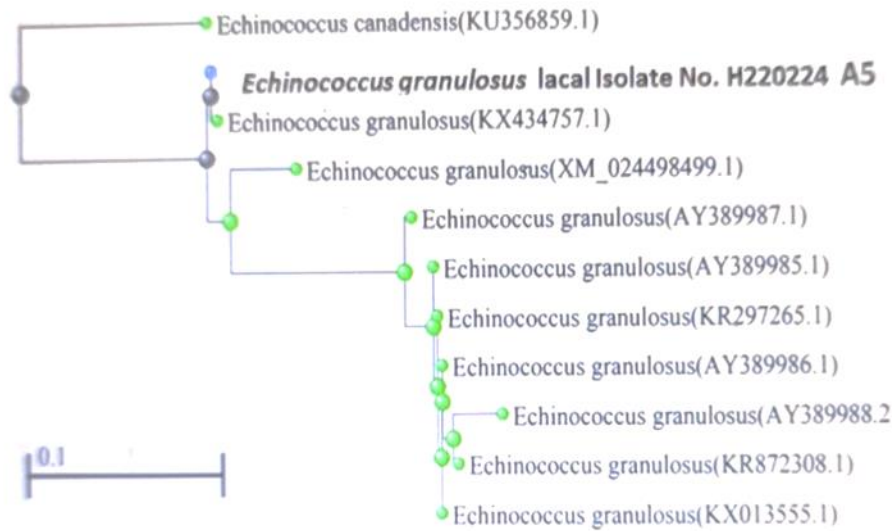 Echinococcus canadensis(KU356859.1)
Echinococcus granulosus lacal Isolate No. H220224 A5
Echinococcus granulosus(KX434757.1)
Echinococcus granulosus(XM_024498499.1)
Echinococcus granulosus(AY389987.1)
Echinococcus granulosus(AY389985.1)
Echinococcus granulosus(KR297265.1)
Echinococcus granulosus(AY389986.1)
Echinococcus granulosus(AY389988.2
Echinococcus granulosus(KR872308.1)
0.1
Echinococcus granulosus(KX013555.1)